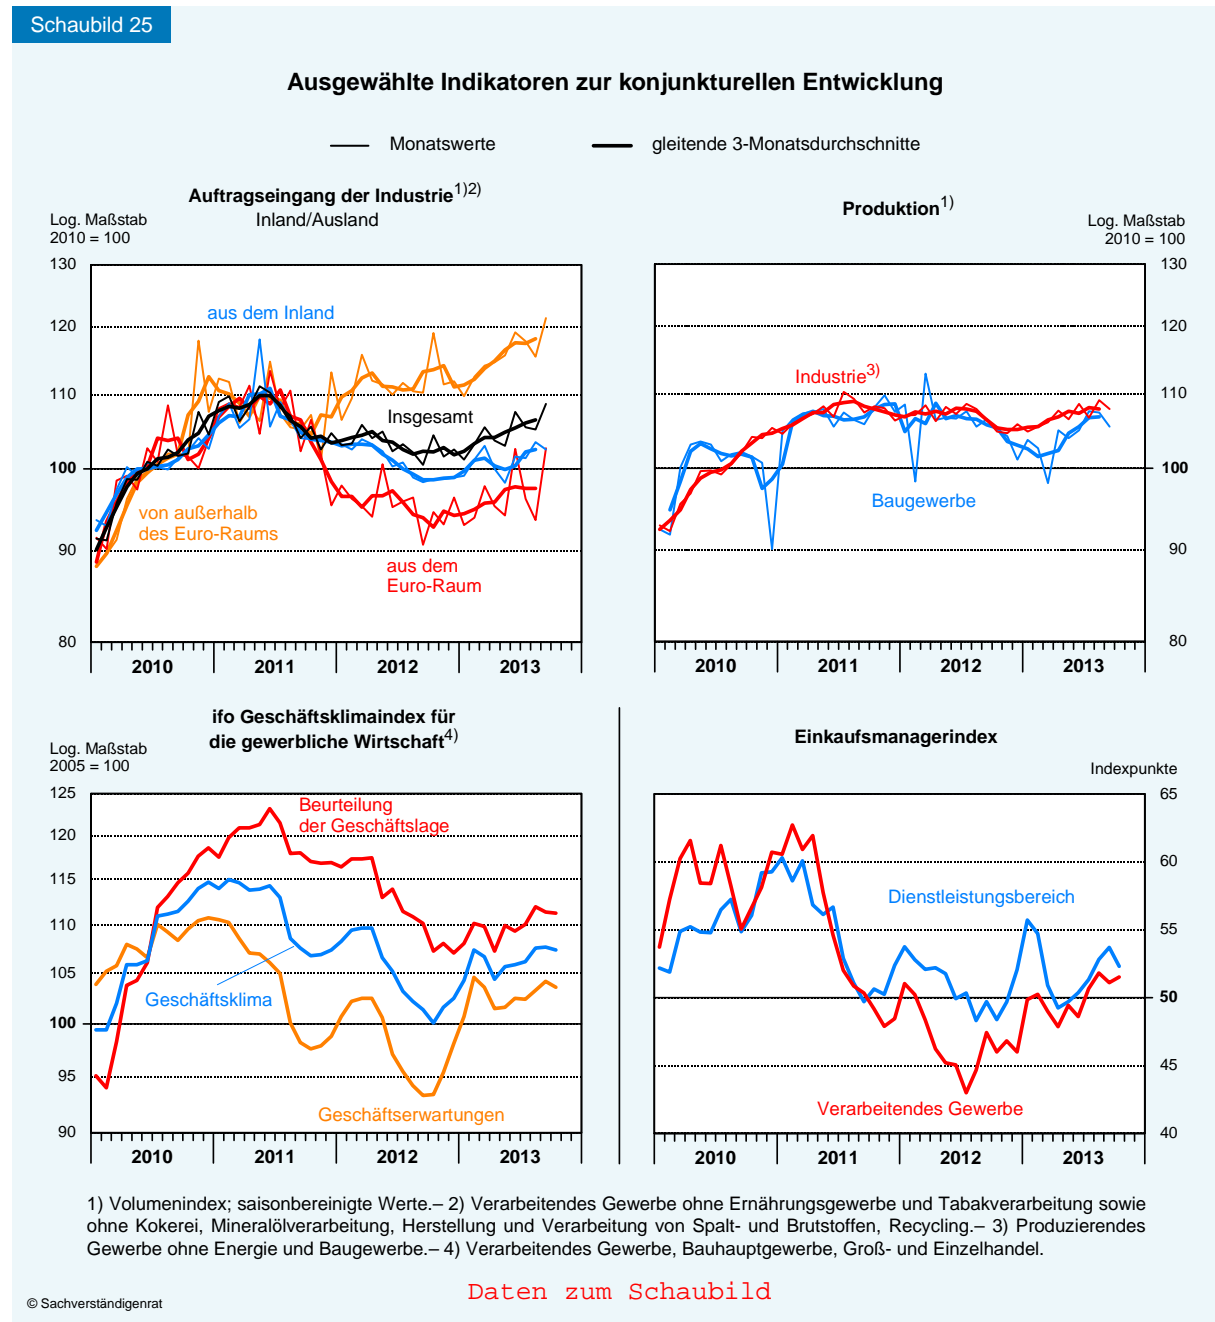 Schaubild 25
Ausgewählte Indikatoren zur konjunkturellen Entwicklung
Monatswerte
gleitende 3-Monatsdurchschnitte
Auftragseingang der Industrie1)2)
Inland/Ausland
Log. Maßstab
2010 = 100
130
120
110
100
90
80
aus dem Inland
Insgesamt
von außerhalb
des Euro-Raums
aus dem
Euro-Raum
2010 2011 2012 2013
Produktion1)
Log. Maßstab
2010 = 100
130
120
110
100
90
80
Industrie3)
Baugewerbe
2010 2011 2012 2013
ifo Geschäftsklimaindex für
die gewerbliche Wirtschaft4)
Log. Maßstab
2005 = 100
125
120
115
110
105
100
95
90
Beurteilung
der Geschäftslage
Geschäftsklima
Geschäftserwartungen
2010 2011 2012 2013
Einkaufsmanagerindex
Indexpunkte
65
60
55
50
45
40
Dienstleistungsbereich
Verarbeitendes Gewerbe
2010 2011 2012 2013
1) Volumenindex; saisonbereinigte Werte.– 2) Verarbeitendes Gewerbe ohne Ernährungsgewerbe und Tabakverarbeitung sowie
ohne Kokerei, Mineralölverarbeitung, Herstellung und Verarbeitung von Spalt- und Brutstoffen, Recycling.– 3) Produzierendes
Gewerbe ohne Energie und Baugewerbe.– 4) Verarbeitendes Gewerbe, Bauhauptgewerbe, Groß- und Einzelhandel.
Daten zum Schaubild
© Sachverständigenrat